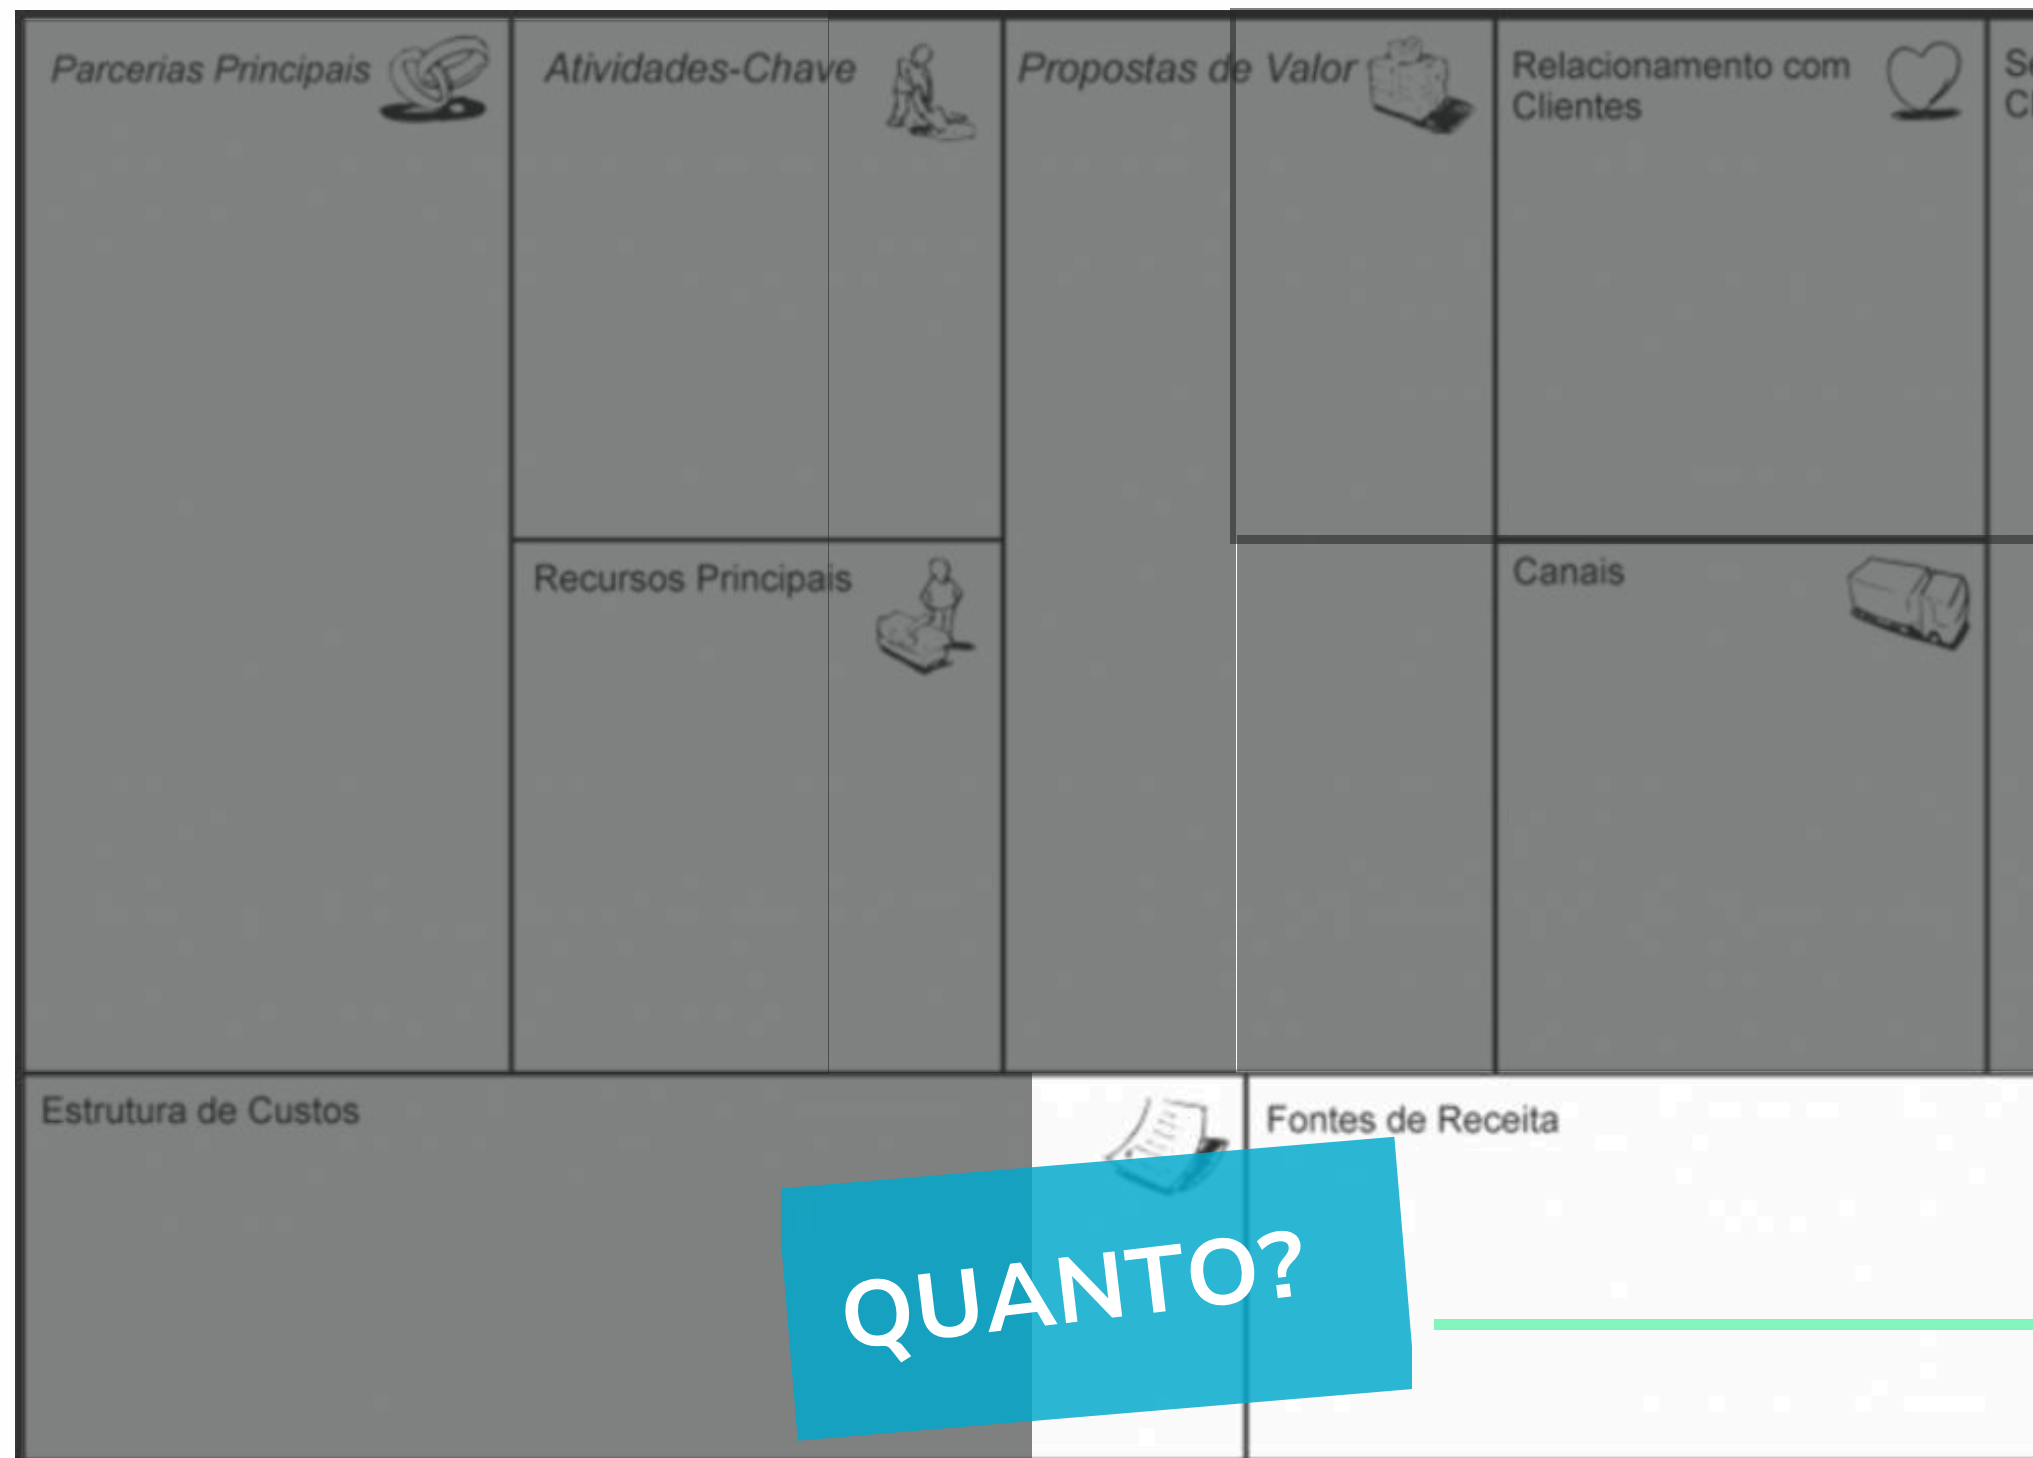 Parcerias Principais
Atividades-Chave
Propostas de Valor
Relacionamento com
Clientes
Recursos Principais
Canais
Estrutura de Custos
Fontes de Receita
QUANTO?